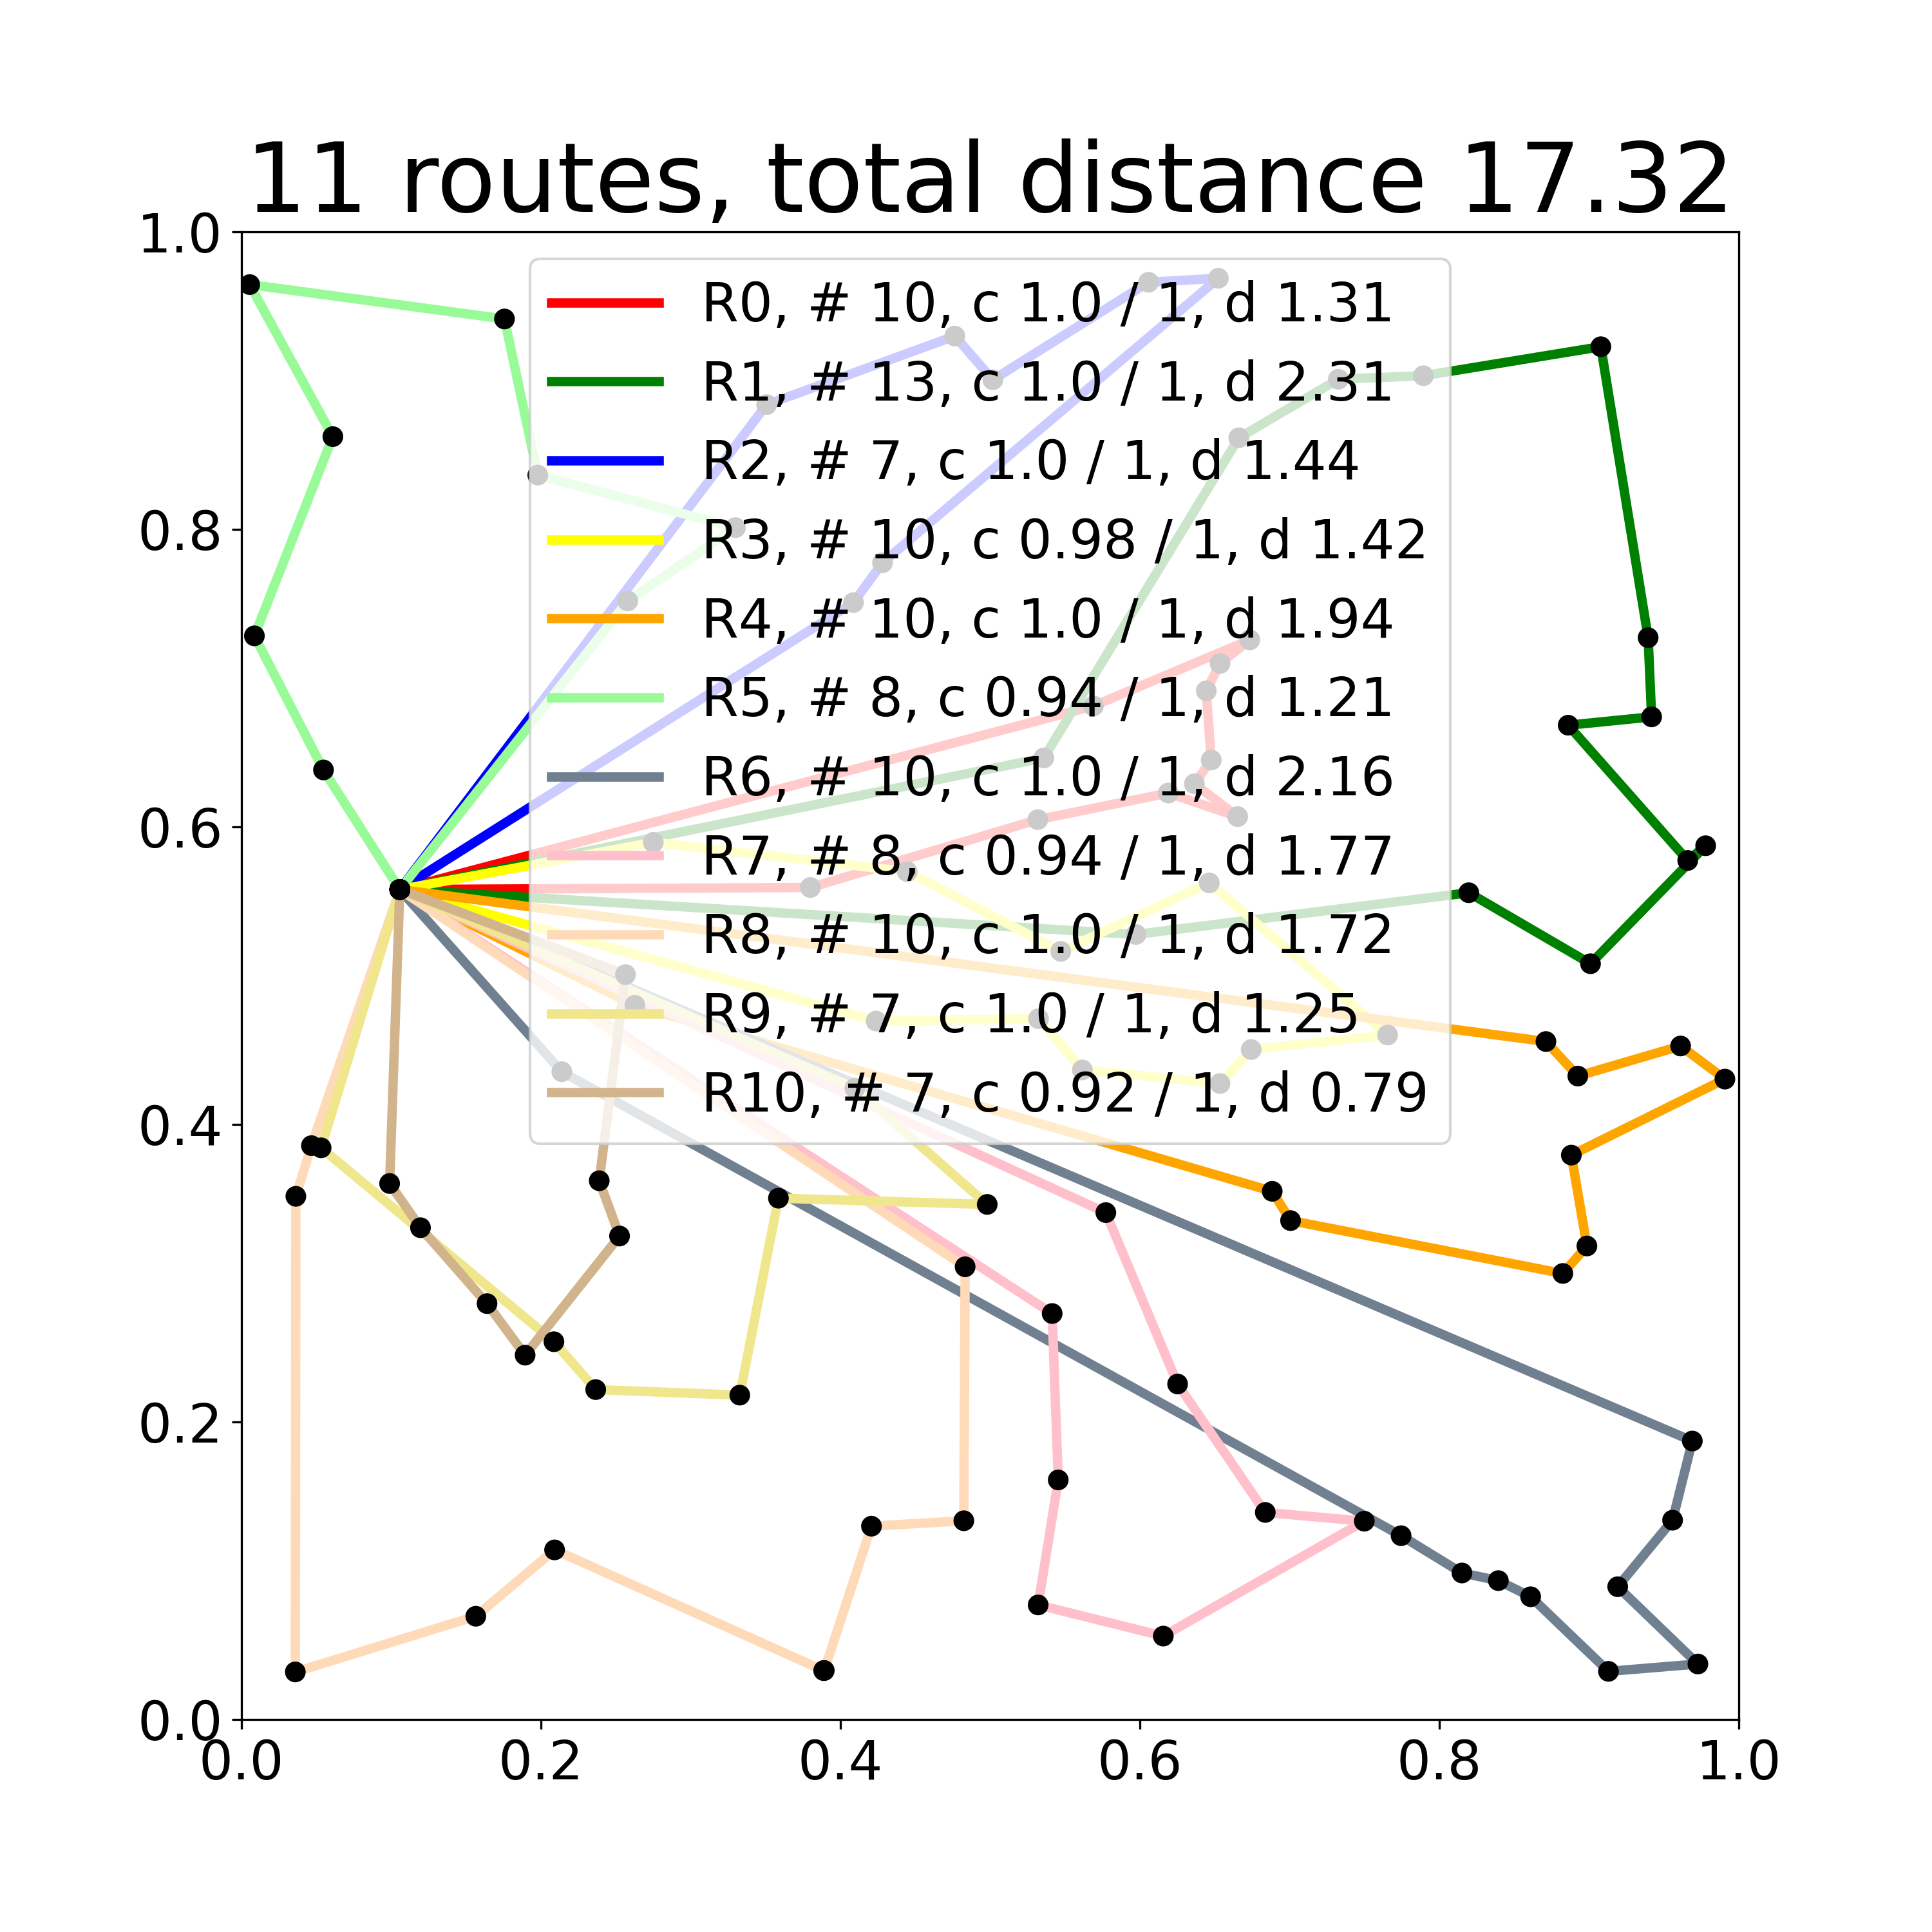 11 routes, total distance 17.32
1.0
0.8
0.6
0.4
0.2
0.0
R0, # 10, c 1.0 / 1, d 1.31
R1, # 13, c 1.0 / 1, d 2.31
R2, # 7, c 1.0 / 1, d 1.44
R3, # 10, c 0.98 / 1, d 1.42
R4, # 10, c 1.0 / 1, d 1.94
R5, # 8, c 0.94 / 1, d 1.21
R6, # 10, c 1.0 / 1, d 2.16
R7, # 8, c 0.94 / 1, d 1.77
R8, # 10, c 1.0 / 1, d 1.72
R9, # 7, c 1.0 / 1, d 1.25
R10, # 7, c 0.92 / 1, d 0.79
0.0 0.2 0.4 0.6 0.8 1.0